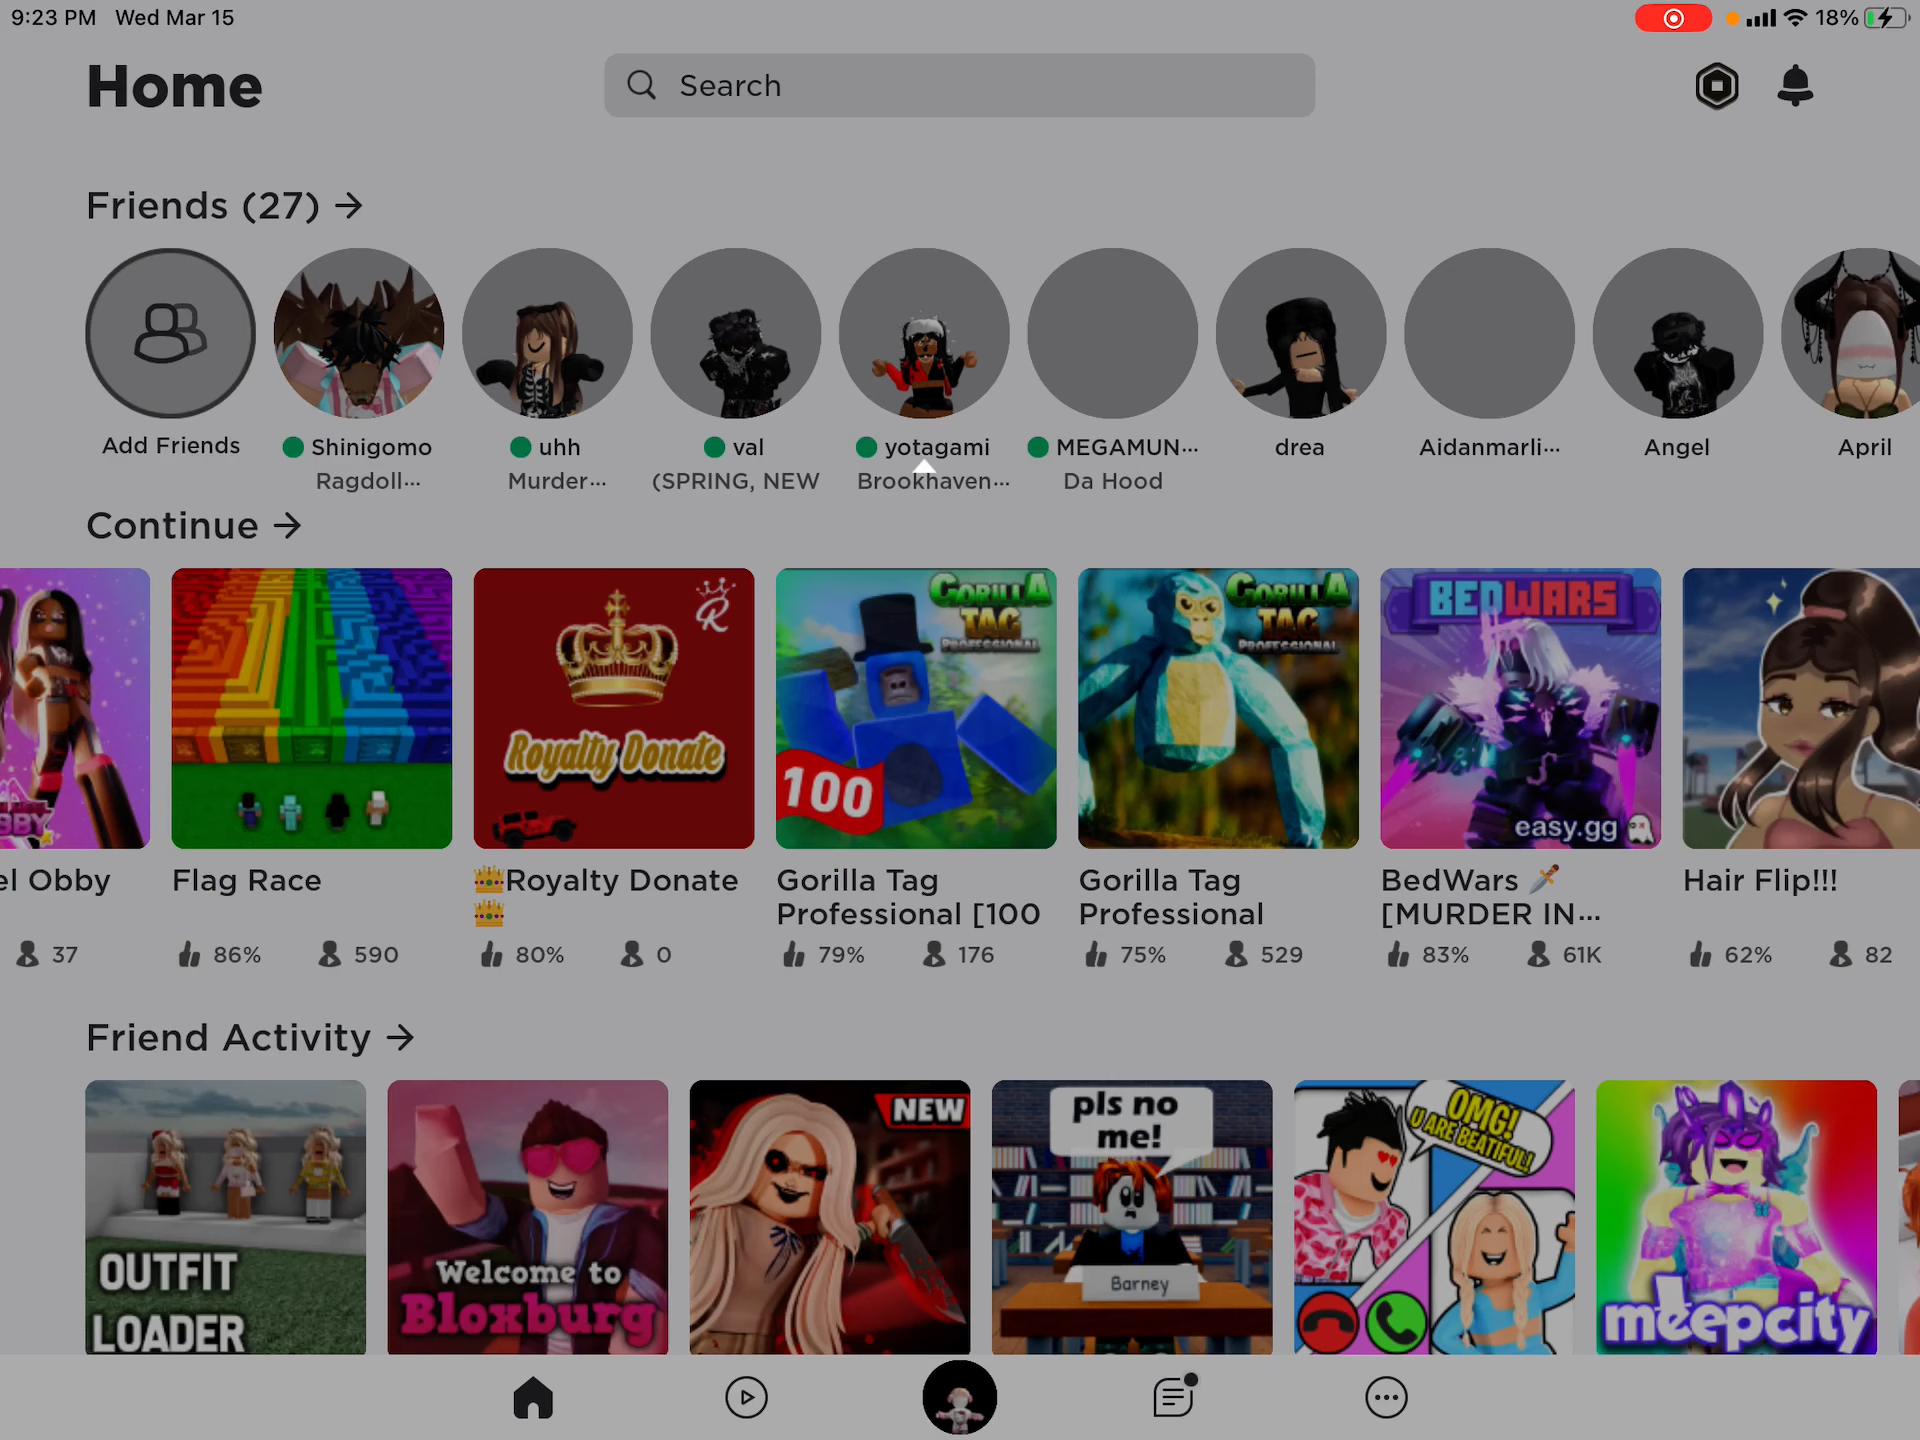 9:23 PM Wed Mar 15
18%
Home
Search
Friends (27) →
Add Friends
Shinigomo
Ragdoll...
uhh
Murder...
val
(SPRING, NEW
yotagami
Brookhaven...
MEGAMUN...
Da Hood
drea
Aidanmarli...
Angel
April
Continue →
GORILLA
TAG
PROFESSIONAL
GORILLA
TAG
PROFESSIONAL
BEDWARS
R
Royalty Donate
100
easy.gg
BBY
el Obby
Flag Race
👑Royalty Donate
👑
Gorilla Tag
Professional [100
Gorilla Tag
Professional
BedWars 🗡️
[MURDER IN...
Hair Flip!!!
37
86% 590
80% 0
79% 176
75% 529
83% 61K
62% 82
Friend Activity →
OUTFIT
LOADER
Welcome to
Bloxburg
NEW
pls no
me!
Barney
OMG!
U ARE BEATIFUL!
meepcity